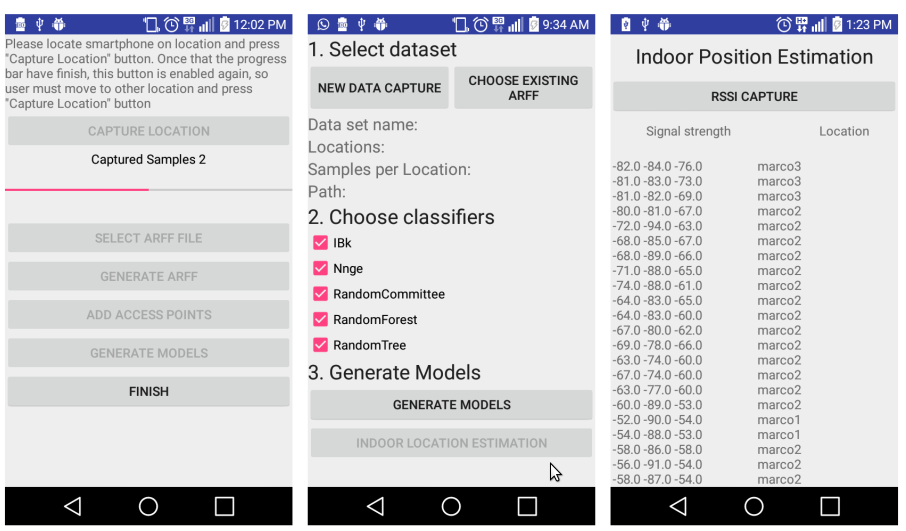 12:02 PM
Please locate smartphone on location and press
"Capture Location" button. Once that the progress
bar have finish, this button is enabled again, so
user must move to other location and press
"Capture Location" button
CAPTURE LOCATION
Captured Samples 2
SELECT ARFF FILE
GENERATE ARFF
ADD ACCESS POINTS
GENERATE MODELS
FINISH
3G 9:34 AM
1. Select dataset
NEW DATA CAPTURE
CHOOSE EXISTING
ARFF
Data set name:
Locations:
Samples per Location:
Path:
2. Choose classifiers
IBk
Nnge
RandomCommittee
RandomForest
RandomTree
3. Generate Models
GENERATE MODELS
INDOOR LOCATION ESTIMATION
1:23 PM
Indoor Position Estimation
RSSI CAPTURE
Signal strength Location
-82.0 -84.0 -76.0 marco3
-81.0 -83.0 -73.0 marco3
-81.0 -82.0 -69.0 marco3
-80.0 -81.0 -67.0 marco2
-72.0 -94.0 -63.0 marco2
-68.0 -85.0 -67.0 marco2
-68.0 -89.0 -66.0 marco2
-71.0 -88.0 -65.0 marco2
-74.0 -88.0 -61.0 marco2
-64.0 -83.0 -65.0 marco2
-64.0 -83.0 -60.0 marco2
-67.0 -80.0 -62.0 marco2
-69.0 -78.0 -66.0 marco2
-63.0 -74.0 -60.0 marco2
-67.0 -74.0 -60.0 marco2
-63.0 -77.0 -60.0 marco2
-60.0 -89.0 -53.0 marco2
-52.0 -90.0 -54.0 marco1
-54.0 -88.0 -53.0 marco1
-58.0 -86.0 -58.0 marco2
-56.0 -91.0 -54.0 marco2
-58.0 -87.0 -54.0 marco2